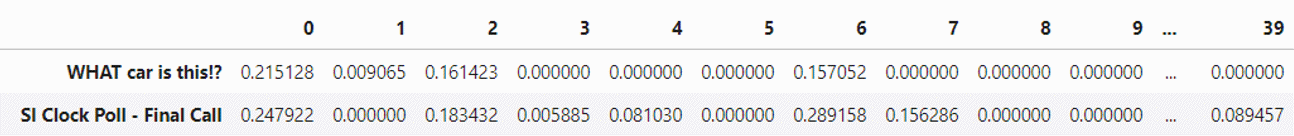 0 1 2 3 4 5 6 7 8 9 ... 39
WHAT car is this!? 0.215128 0.009065 0.161423 0.000000 0.000000 0.000000 0.157052 0.000000 0.000000 0.000000 ... 0.000000
SI Clock Poll - Final Call 0.247922 0.000000 0.183432 0.005885 0.081030 0.000000 0.289158 0.156286 0.000000 0.000000 ... 0.089457